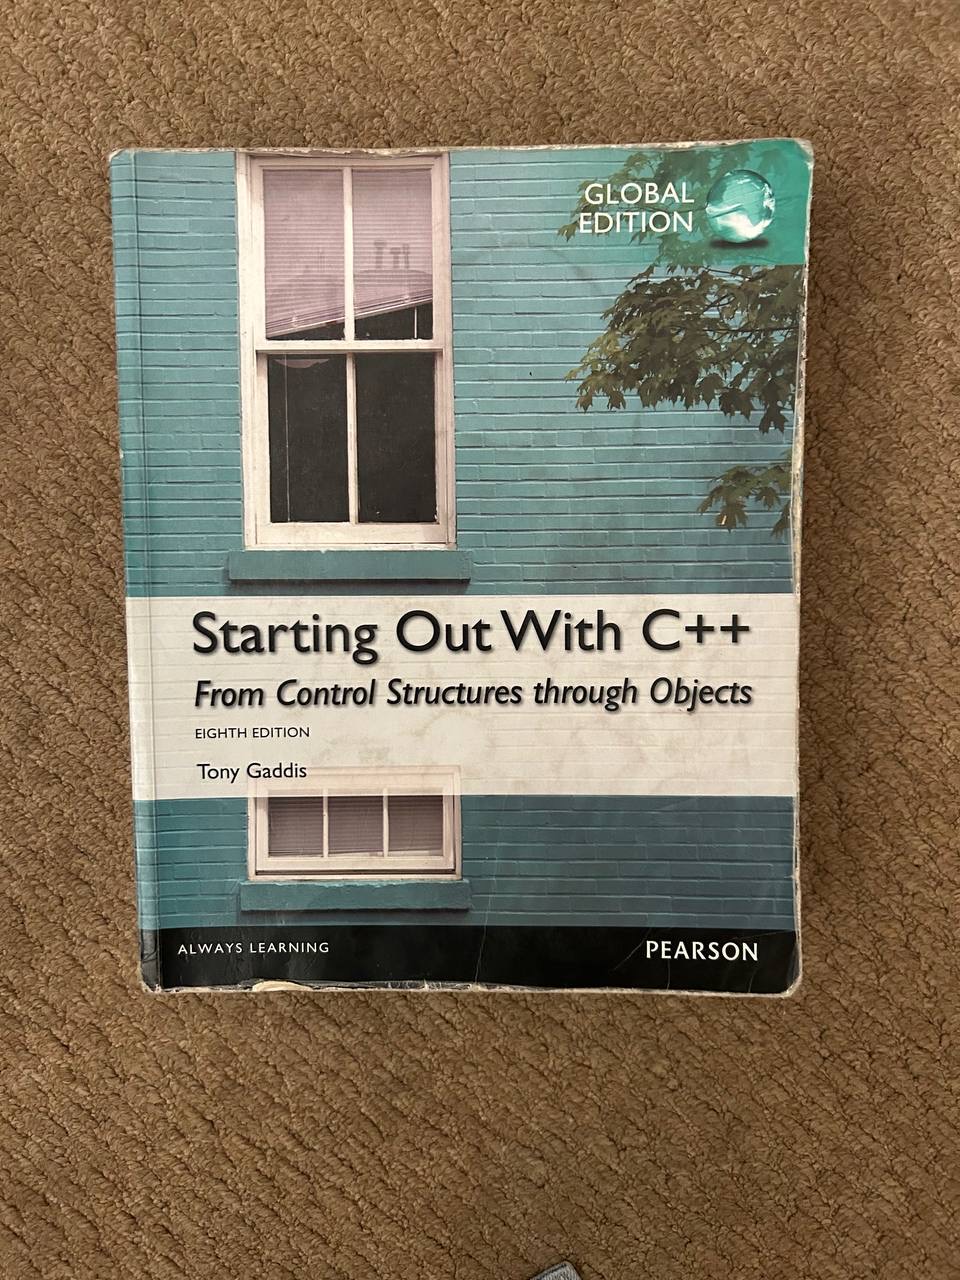 GLOBAL
EDITION
Starting Out With C++
From Control Structures through Objects
EIGHTH EDITION
Tony Gaddis
ALWAYS LEARNING
PEARSON